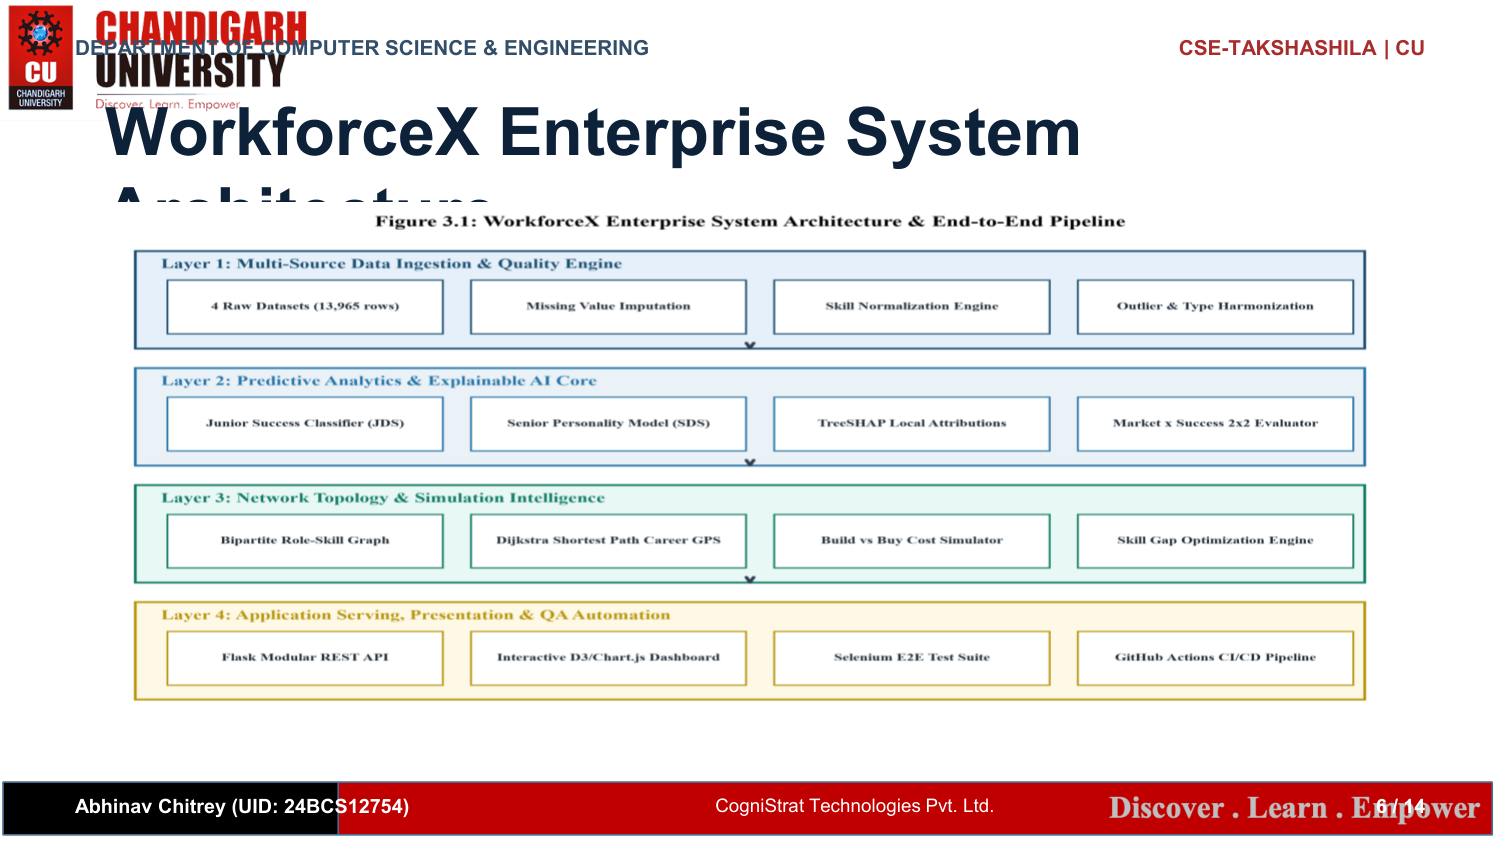 CHANDIGARH
UNIVERSITY
Discover. Learn. Empower
CU
CHANDIGARH
UNIVERSITY
DEPARTMENT OF COMPUTER SCIENCE & ENGINEERING
CSE-TAKSHASHILA | CU
WorkforceX Enterprise System
Architecture
Figure 3.1: WorkforceX Enterprise System Architecture & End-to-End Pipeline
Layer 1: Multi-Source Data Ingestion & Quality Engine
4 Raw Datasets (13,965 rows)
Missing Value Imputation
Skill Normalization Engine
Outlier & Type Harmonization
Layer 2: Predictive Analytics & Explainable AI Core
Junior Success Classifier (JDS)
Senior Personality Model (SDS)
TreeSHAP Local Attributions
Market x Success 2x2 Evaluator
Layer 3: Network Topology & Simulation Intelligence
Bipartite Role-Skill Graph
Dijkstra Shortest Path Career GPS
Build vs Buy Cost Simulator
Skill Gap Optimization Engine
Layer 4: Application Serving, Presentation & QA Automation
Flask Modular REST API
Interactive D3/Chart.js Dashboard
Selenium E2E Test Suite
GitHub Actions CI/CD Pipeline
Abhinav Chitrey (UID: 24BCS12754)
CogniStrat Technologies Pvt. Ltd.
Discover . Learn . Empower
6 / 14